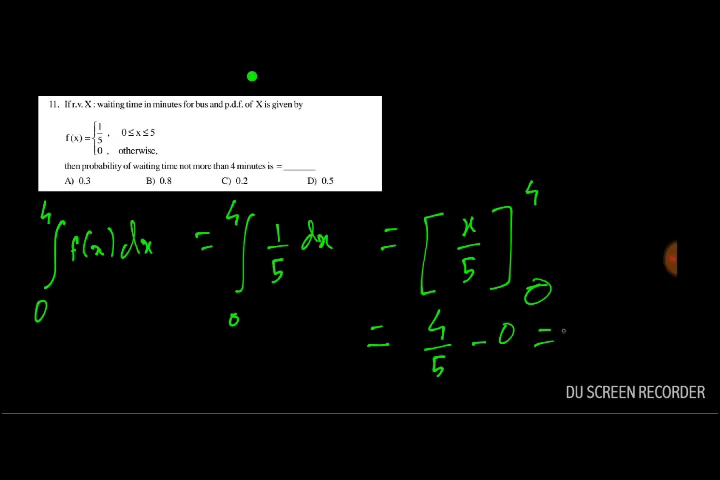 11. If r.v. X : waiting time in minutes for bus and p.d.f. of X is given by
f(x) = { 1/5 , 0 ≤ x ≤ 5
0 , otherwise,
then probability of waiting time not more than 4 minutes is = _______
A) 0.3 B) 0.8 C) 0.2 D) 0.5
∫₀⁴ f(x) dx = ∫₀⁴ 1/5 dx = [x/5]₀⁴
= 4/5 - 0 =
DU SCREEN RECORDER